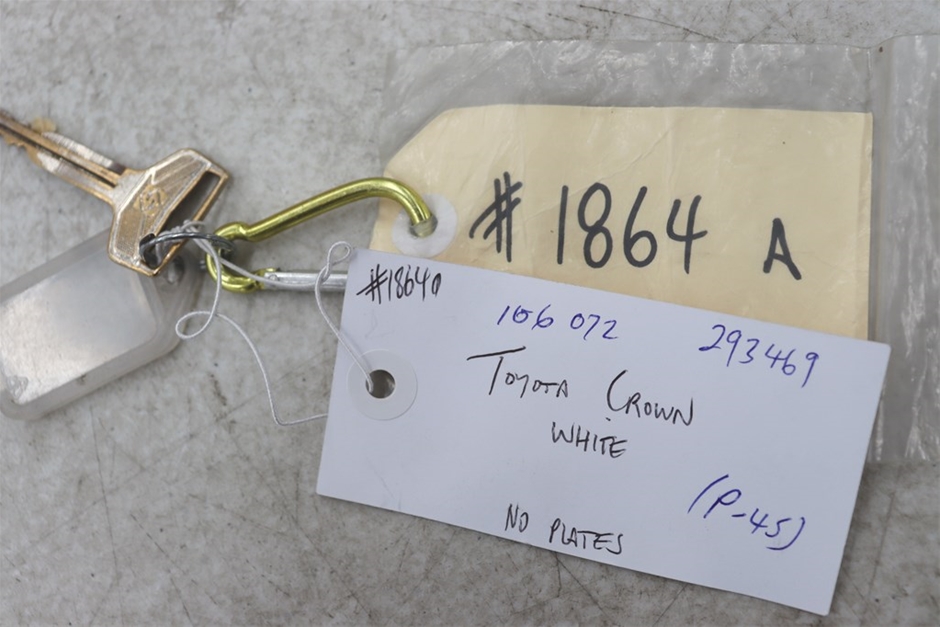 #1864 A
#1864a
106 072 293469
TOYOTA CROWN
WHITE
(P-45)
NO PLATES